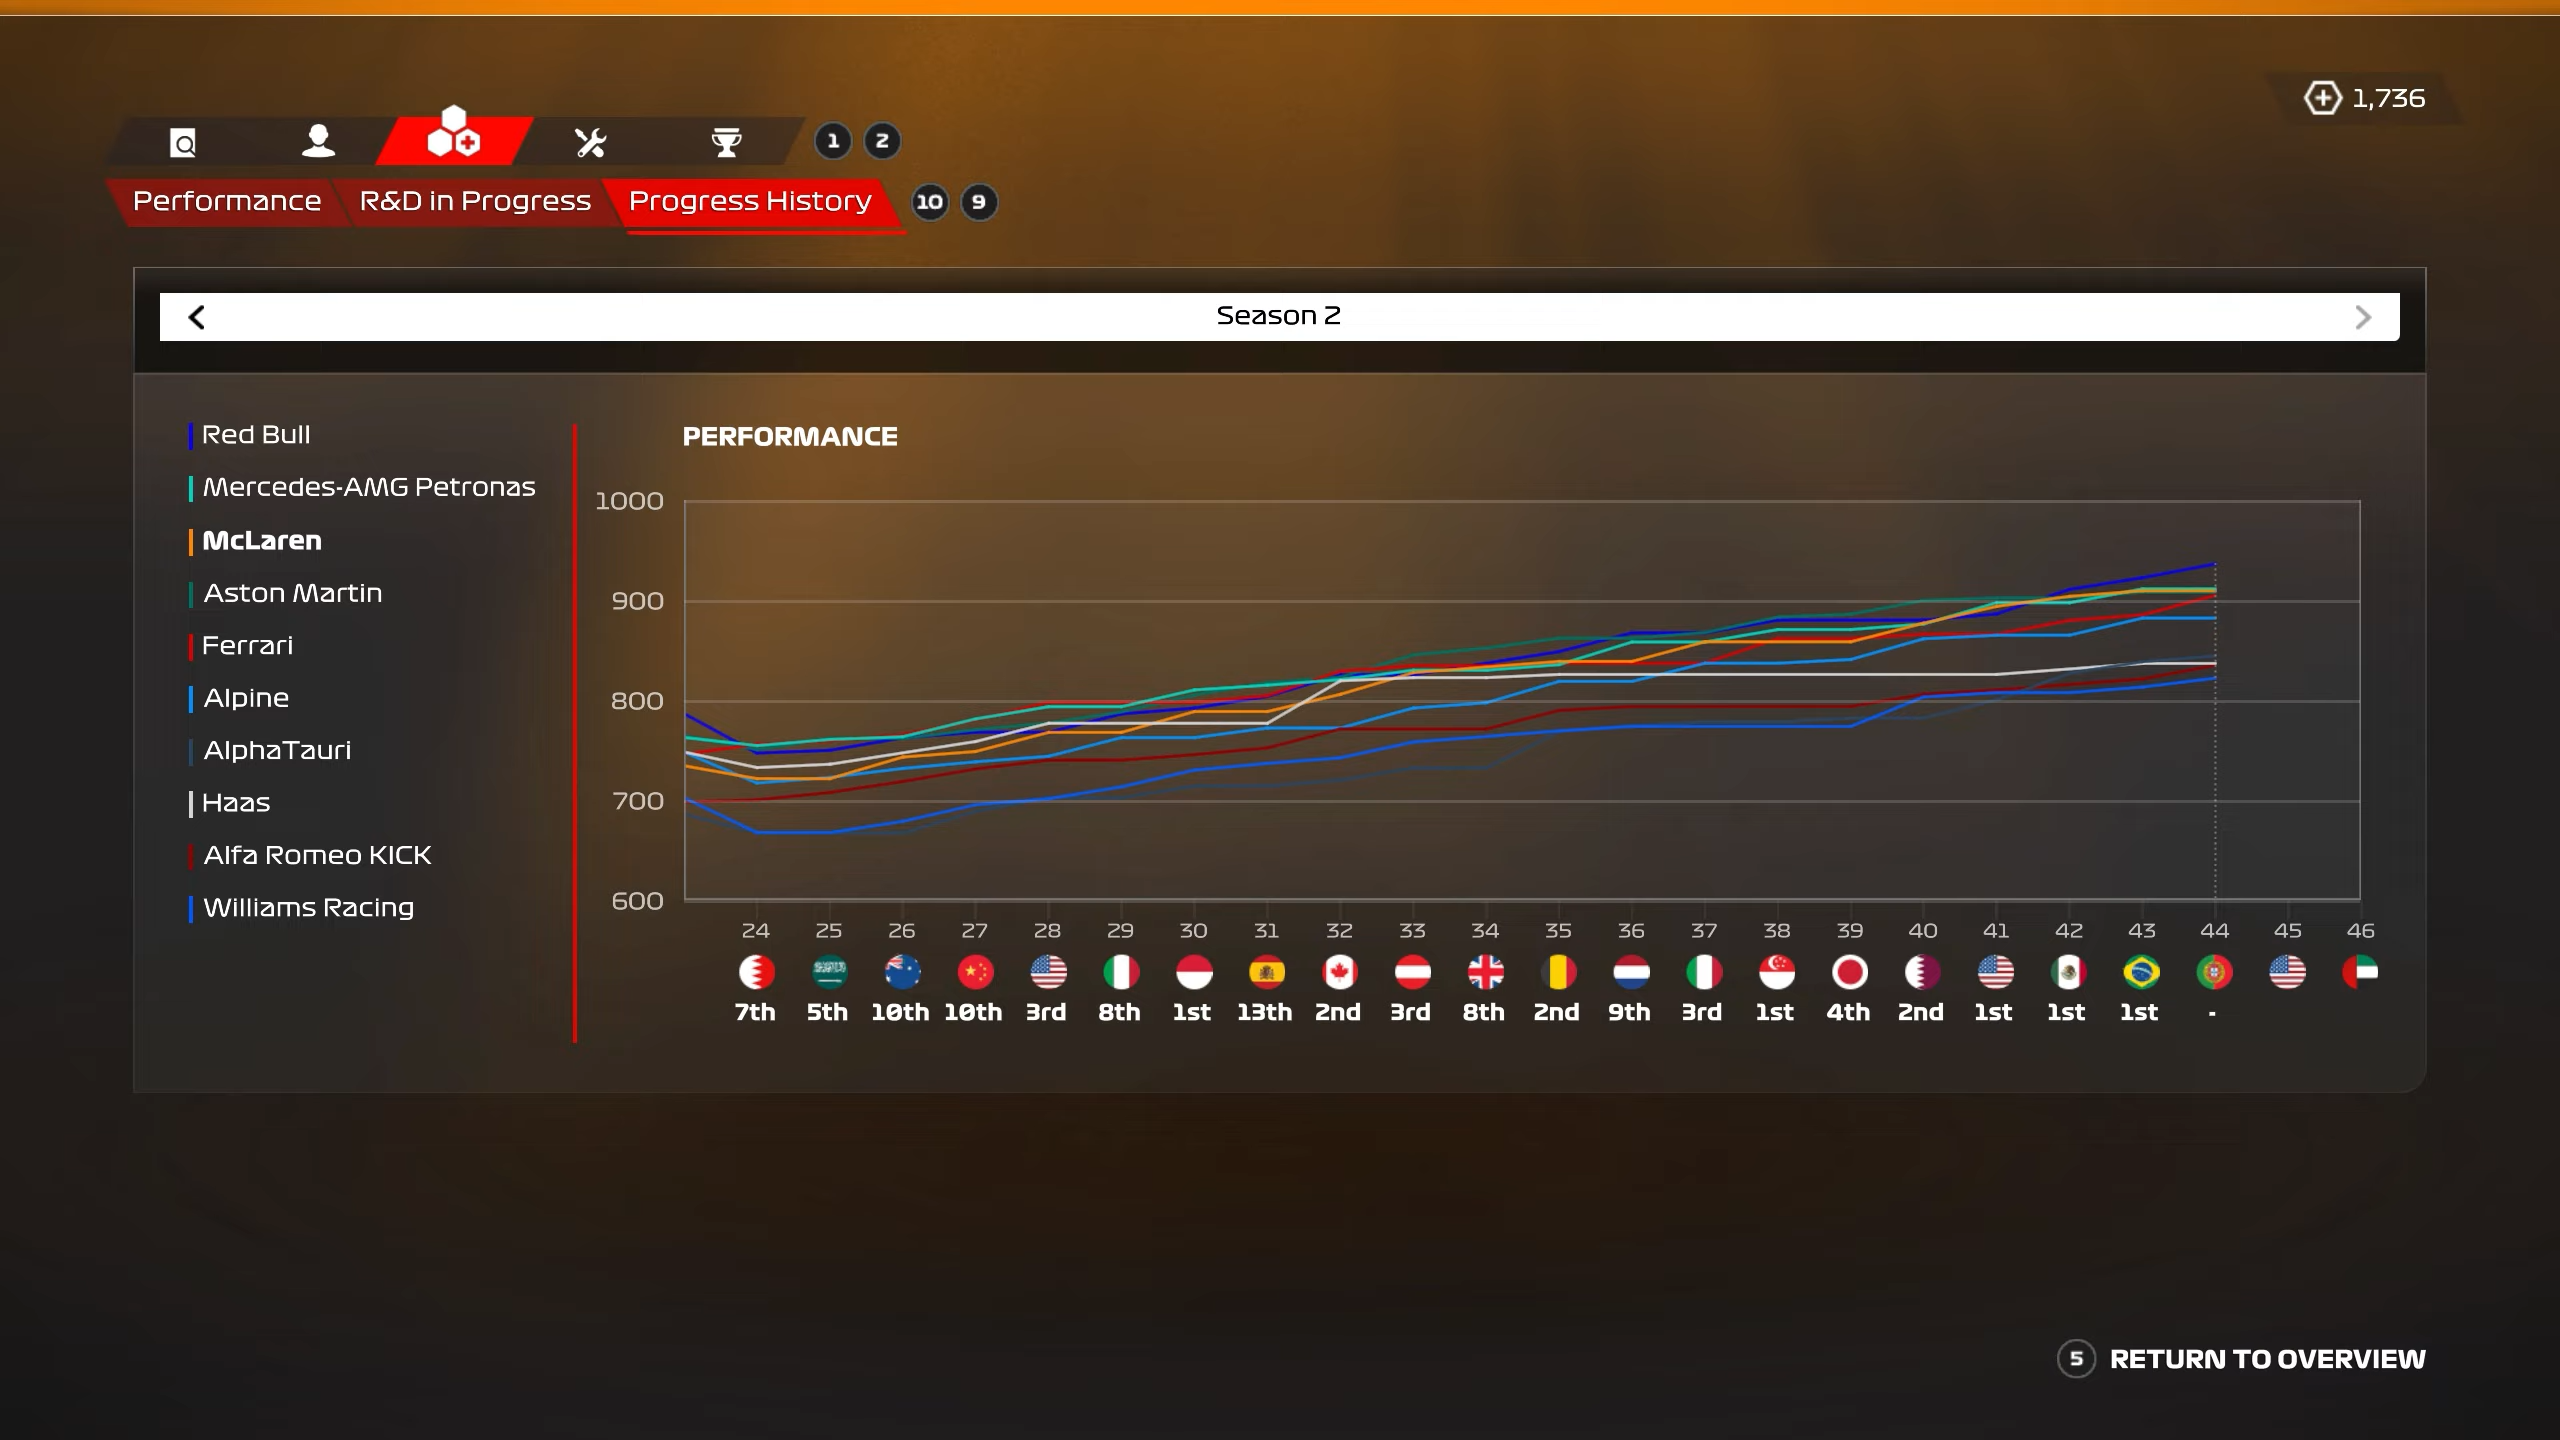 1,736
1 2
Performance R&D in Progress Progress History 10 9
Season 2
Red Bull
Mercedes-AMG Petronas
McLaren
Aston Martin
Ferrari
Alpine
AlphaTauri
Haas
Alfa Romeo KICK
Williams Racing
PERFORMANCE
1000
900
800
700
600
24 25 26 27 28 29 30 31 32 33 34 35 36 37 38 39 40 41 42 43 44 45 46
7th 5th 10th 10th 3rd 8th 1st 13th 2nd 3rd 8th 2nd 9th 3rd 1st 4th 2nd 1st 1st 1st -
5 RETURN TO OVERVIEW